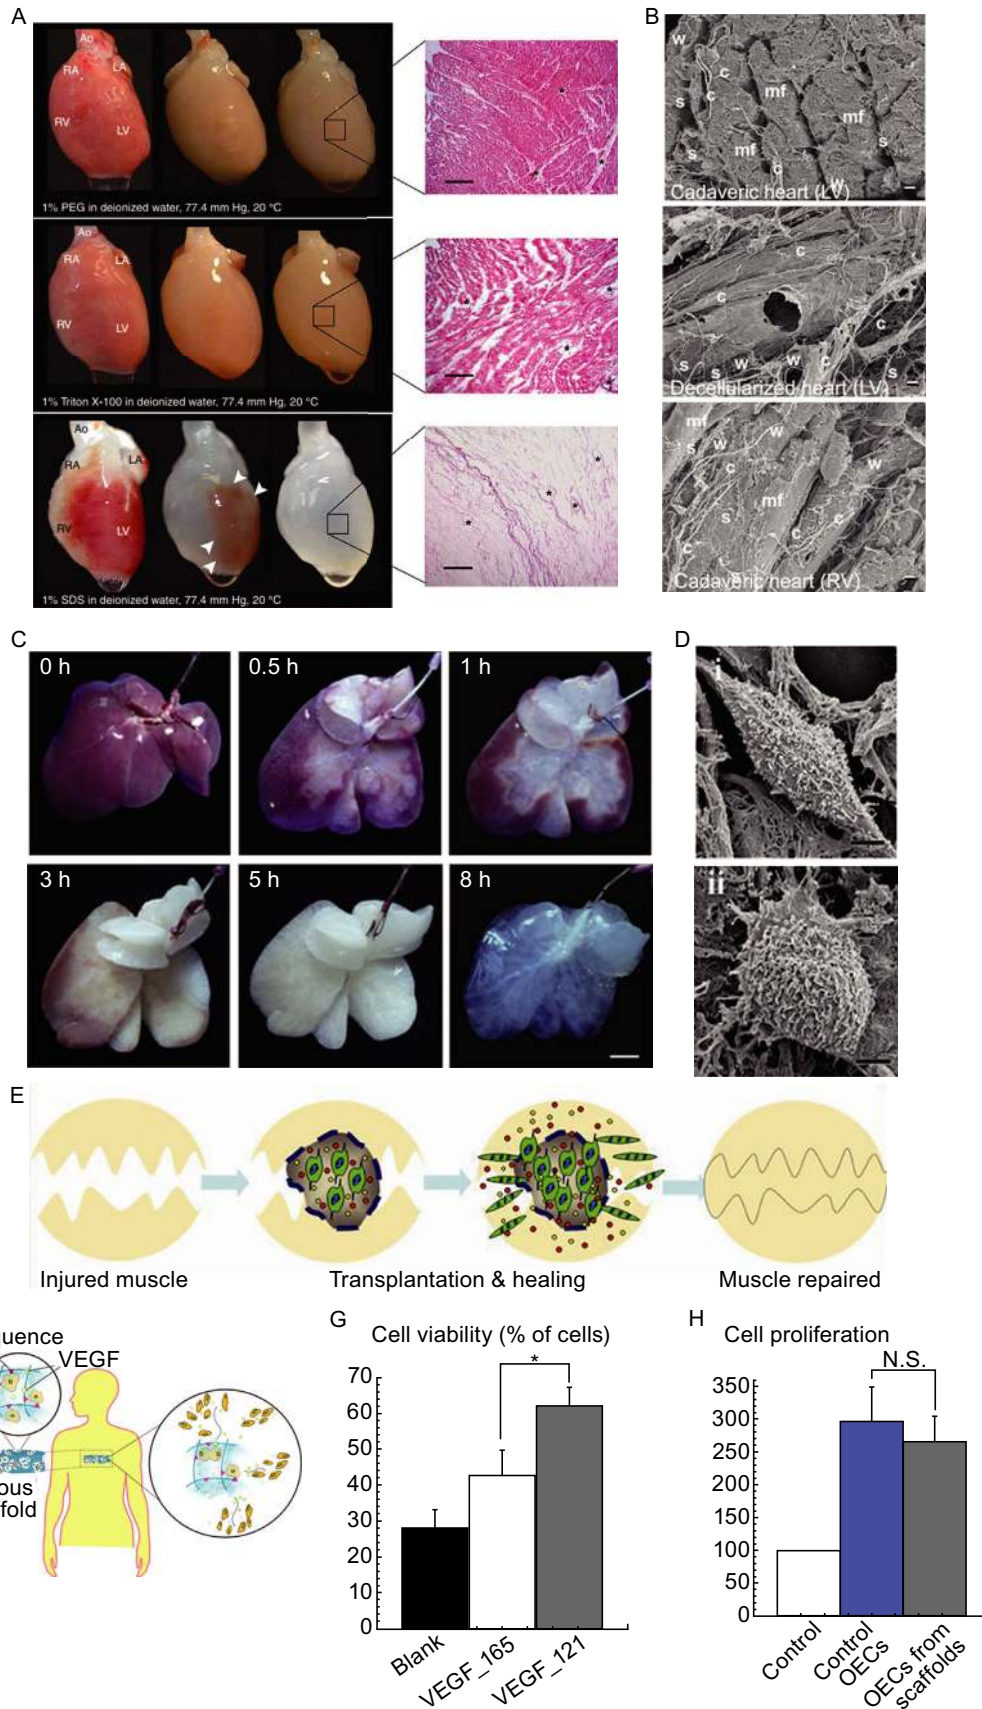 A
Ao
RA
LA
RV
LV
1% PEG in deionized water, 77.4 mm Hg, 20 °C
Ao
RA
LA
RV
LV
1% Triton X-100 in deionized water, 77.4 mm Hg, 20 °C
Ao
RA
LA
RV
LV
1% SDS in deionized water, 77.4 mm Hg, 20 °C
* * *
* * * *
* * * *
B
w
c
c
s
mf
mf
s
s
mf
c
w
Cadaveric heart (LV)
c
c
c
s
s
w
w
c
s
Decellularized heart (LV)
mf
s
w
c
w
mf
s
c
c
c
Cadaveric heart (RV)
C
0 h
0.5 h
1 h
3 h
5 h
8 h
D
i
ii
E
Injured muscle
Transplantation & healing
Muscle repaired
uence
VEGF
ous
fold
G
Cell viability (% of cells)
*
70
60
50
40
30
20
10
0
Blank
VEGF_165
VEGF_121
H
Cell proliferation
N.S.
350
300
250
200
150
100
50
0
Control
Control OECs
OECs from scaffolds